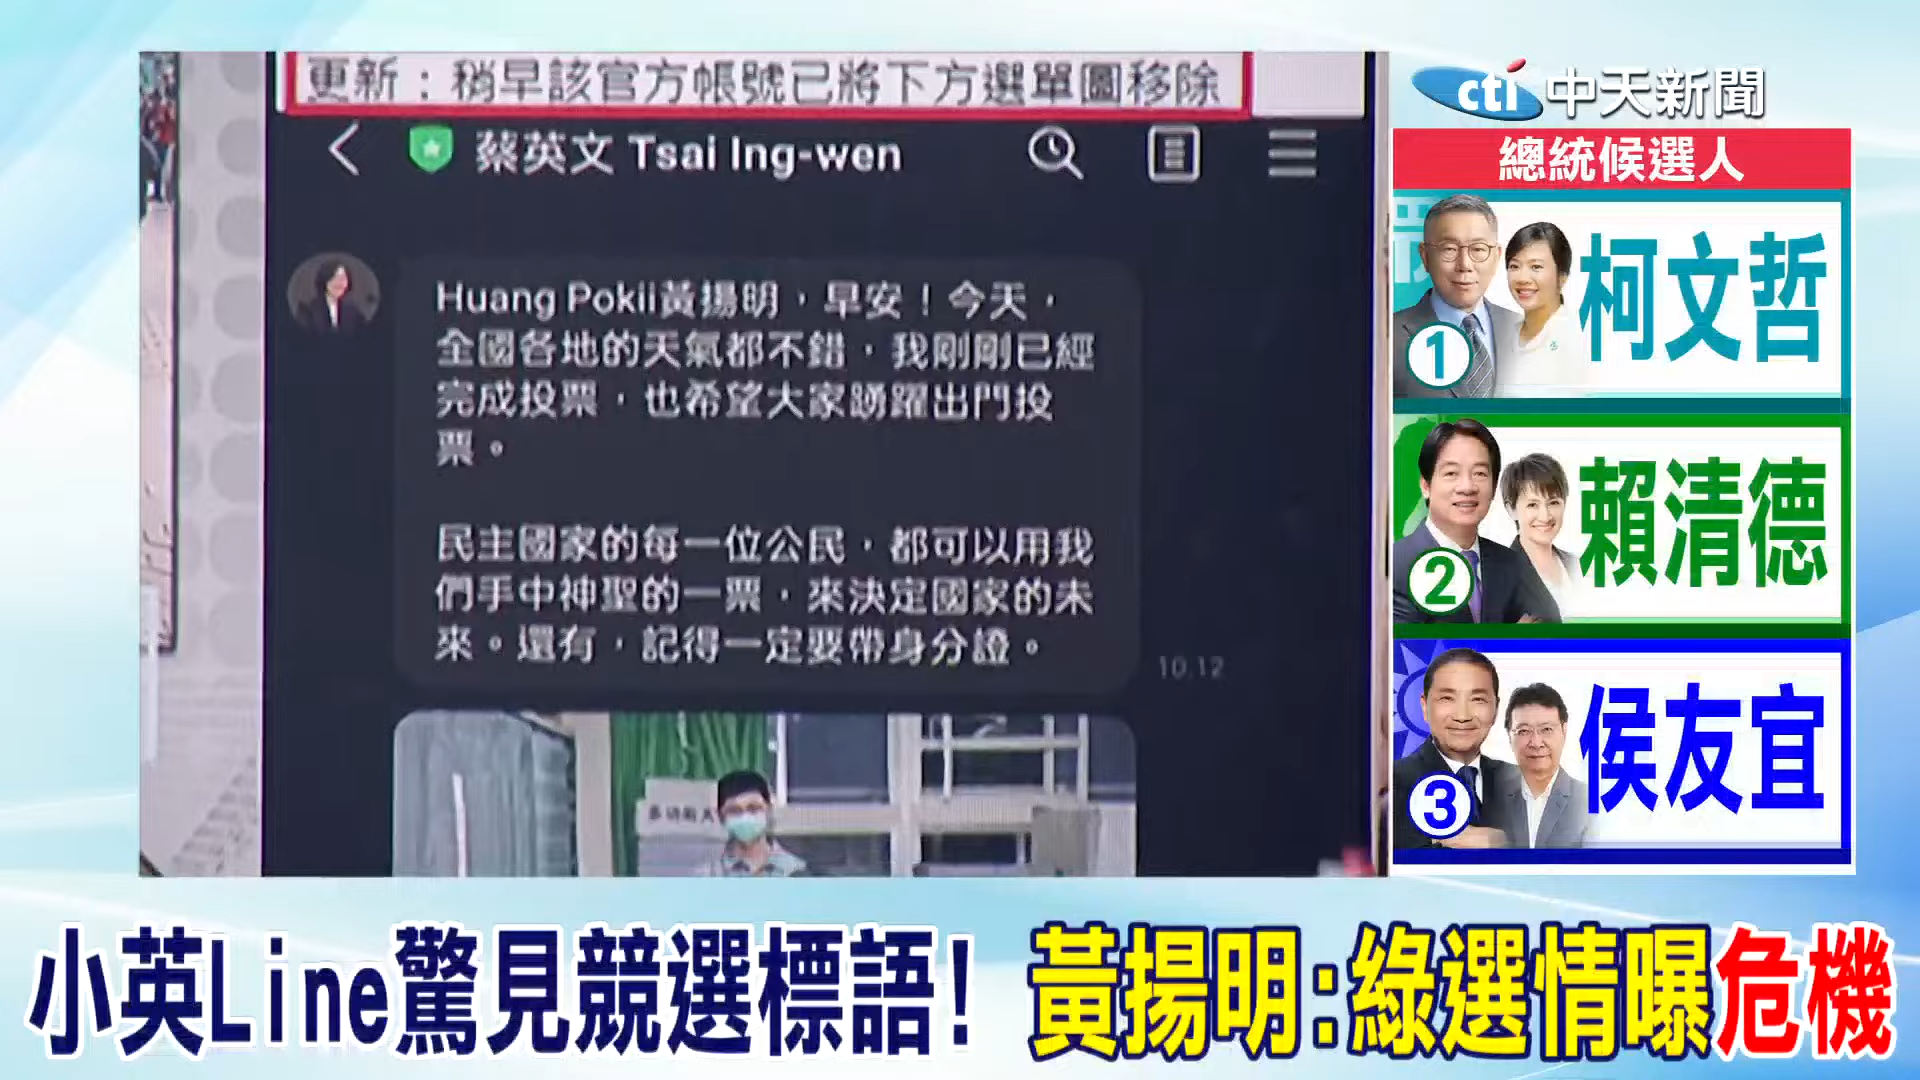 更新：稍早該官方帳號已將下方選單圖移除
蔡英文 Tsai Ing-wen
Huang Pokii黃揚明，早安！今天，
全國各地的天氣都不錯，我剛剛已經
完成投票，也希望大家踴躍出門投
票。
民主國家的每一位公民，都可以用我
們手中神聖的一票，來決定國家的未
來。還有，記得一定要帶身分證。
10:12
多功能大
cti 中天新聞
總統候選人
1 柯文哲
2 賴清德
3 侯友宜
小英Line驚見競選標語! 黃揚明:綠選情曝危機